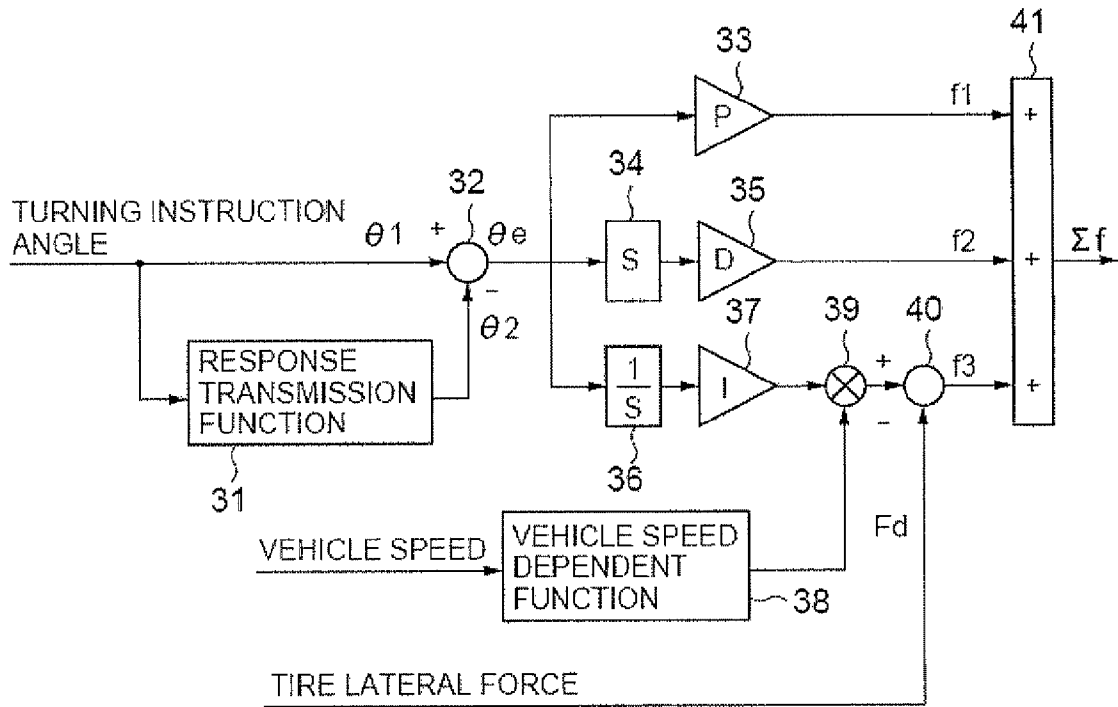 33
41
P
f1
+
34
35
32
TURNING INSTRUCTION
ANGLE
θ1
+
θe
S
D
f2
+
Σf
−
θ2
37
39
40
RESPONSE
TRANSMISSION
FUNCTION
1
S
I
+
f3
+
−
31
36
Fd
VEHICLE SPEED
VEHICLE SPEED
DEPENDENT
FUNCTION
38
TIRE LATERAL FORCE